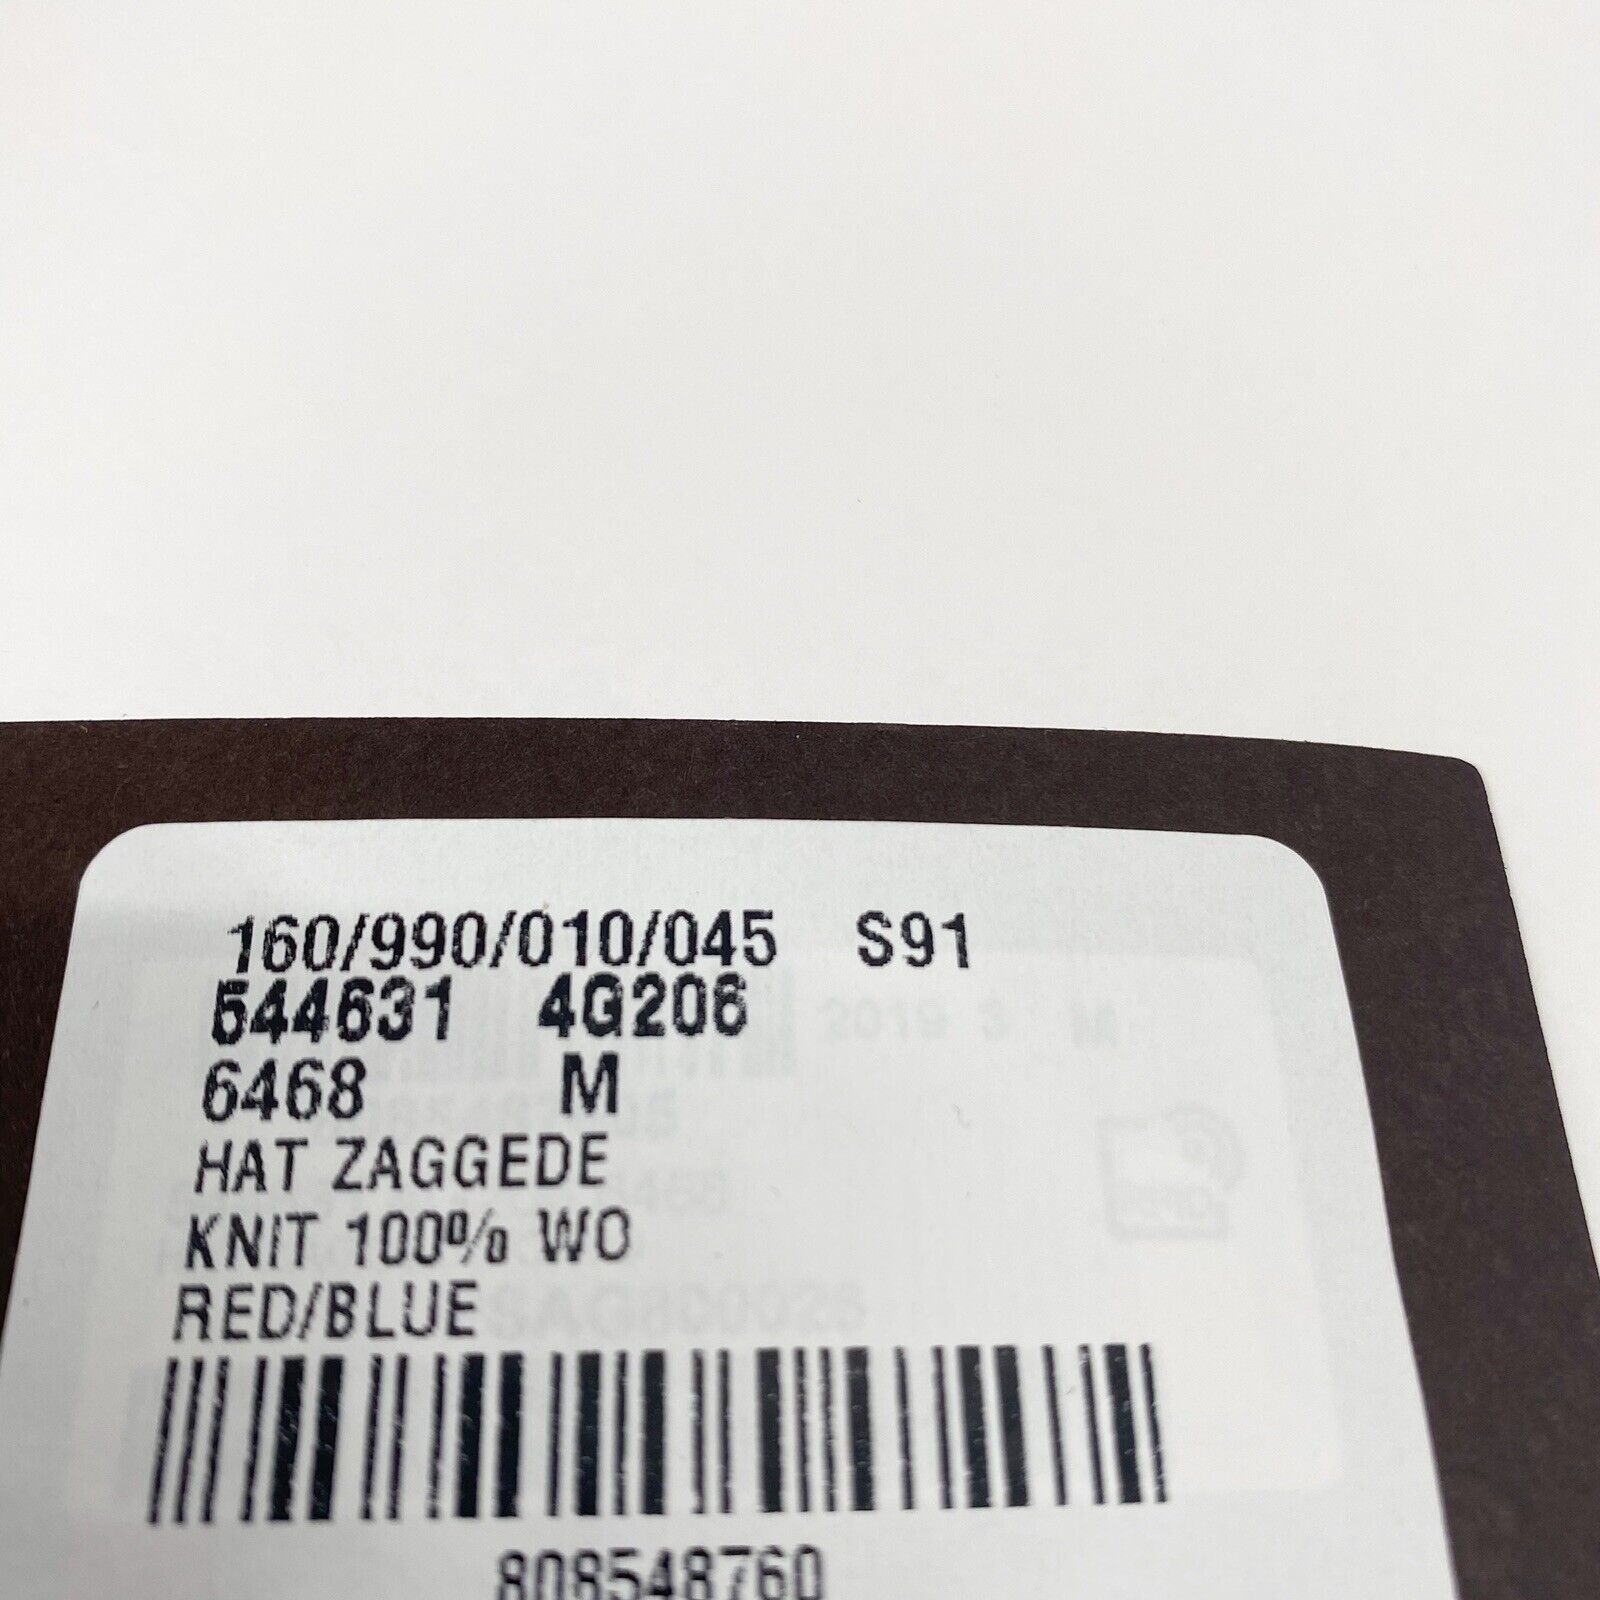 160/990/010/045 S91
544631 4G206
6468 M
HAT ZAGGEDE
KNIT 100% WO
RED/BLUE
808548760